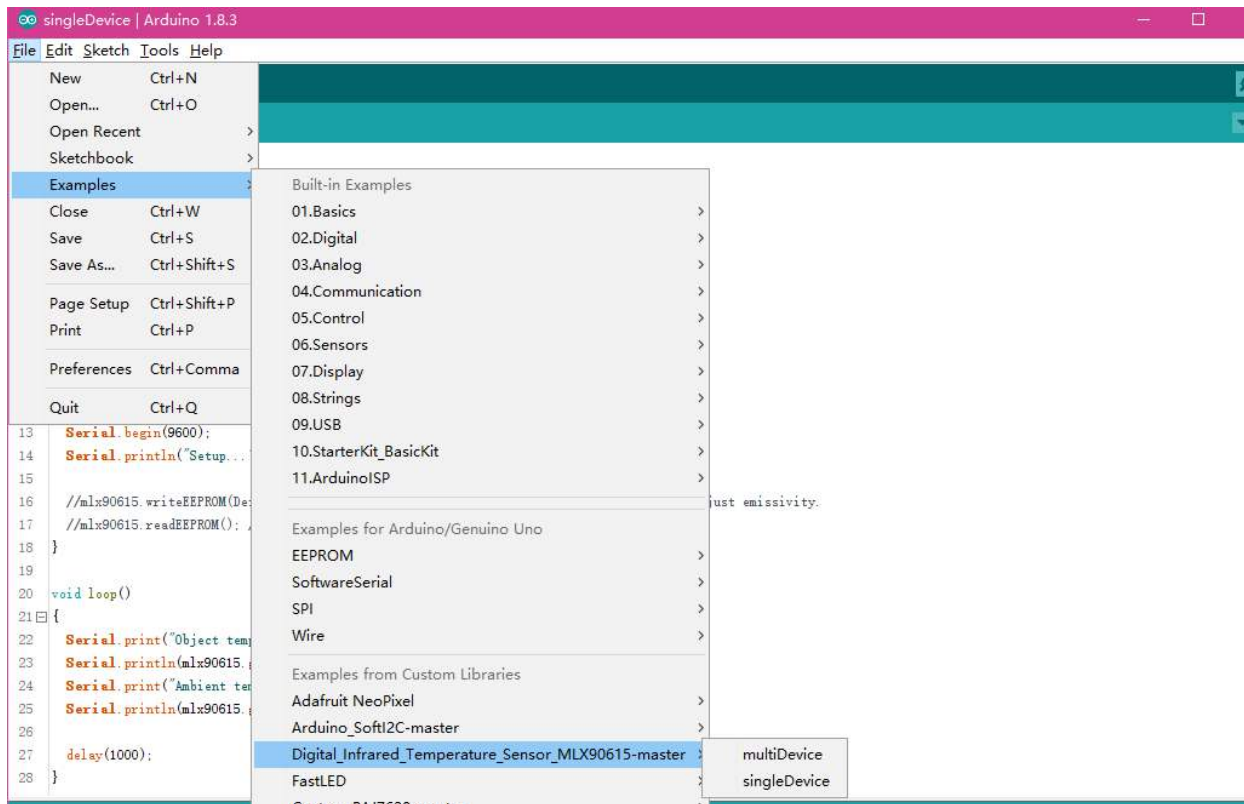 singleDevice | Arduino 1.8.3
File Edit Sketch Tools Help
New Ctrl+N
Open... Ctrl+O
Open Recent
Sketchbook
Examples
Close Ctrl+W
Save Ctrl+S
Save As... Ctrl+Shift+S
Page Setup Ctrl+Shift+P
Print Ctrl+P
Preferences Ctrl+Comma
Quit Ctrl+Q
Built-in Examples
01.Basics
02.Digital
03.Analog
04.Communication
05.Control
06.Sensors
07.Display
08.Strings
09.USB
10.StarterKit_BasicKit
11.ArduinoISP
Examples for Arduino/Genuino Uno
EEPROM
SoftwareSerial
SPI
Wire
Examples from Custom Libraries
Adafruit NeoPixel
Arduino_SoftI2C-master
Digital_Infrared_Temperature_Sensor_MLX90615-master
FastLED
multiDevice
singleDevice
13 Serial.begin(9600);
14 Serial.println("Setup...
15
16 //mlx90615.writeEEPROM(De just emissivity.
17 //mlx90615.readEEPROM(); /
18 }
19
20 void loop()
21 {
22 Serial.print("Object tem
23 Serial.println(mlx90615.
24 Serial.print("Ambient te
25 Serial.println(mlx90615.
26
27 delay(1000);
28 }